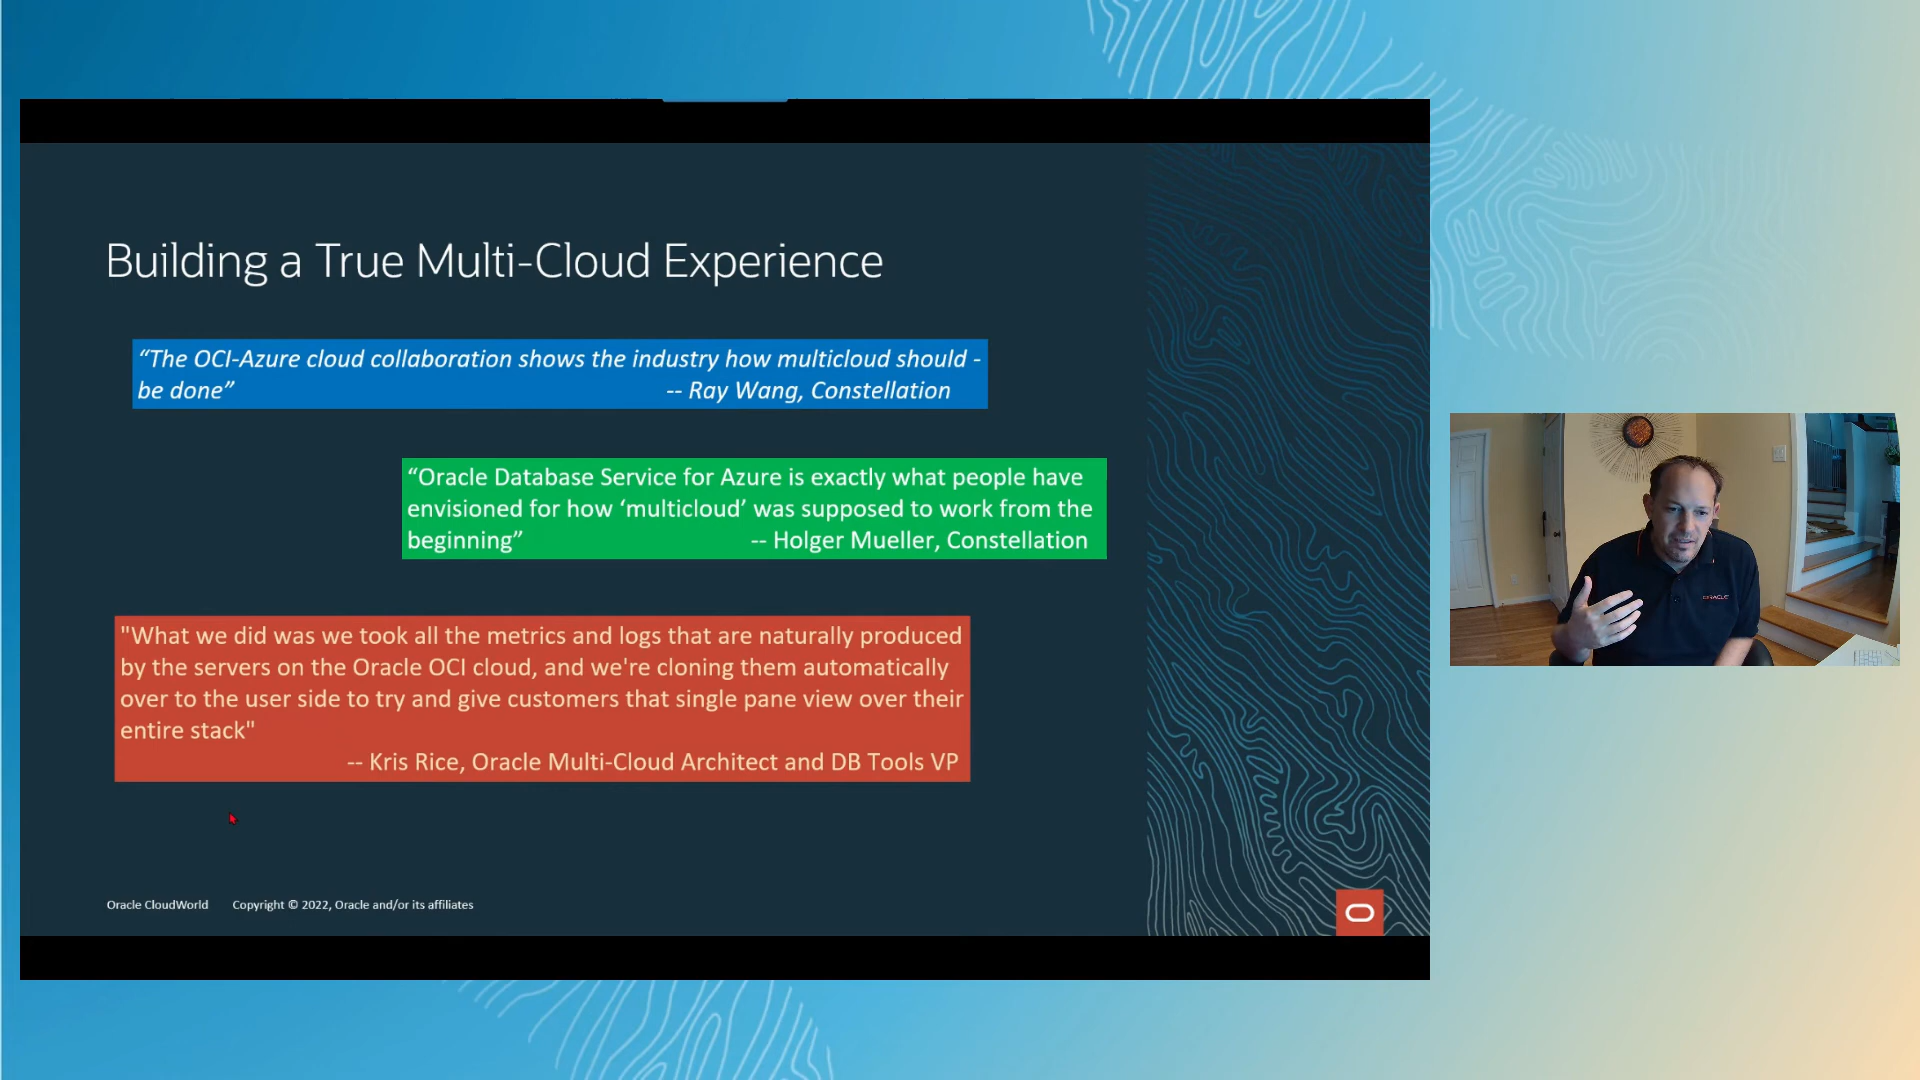 Building a True Multi-Cloud Experience
“The OCI-Azure cloud collaboration shows the industry how multicloud should -
be done” -- Ray Wang, Constellation
“Oracle Database Service for Azure is exactly what people have
envisioned for how ‘multicloud’ was supposed to work from the
beginning” -- Holger Mueller, Constellation
"What we did was we took all the metrics and logs that are naturally produced
by the servers on the Oracle OCI cloud, and we're cloning them automatically
over to the user side to try and give customers that single pane view over their
entire stack"
-- Kris Rice, Oracle Multi-Cloud Architect and DB Tools VP
Oracle CloudWorld Copyright © 2022, Oracle and/or its affiliates
ORACLE